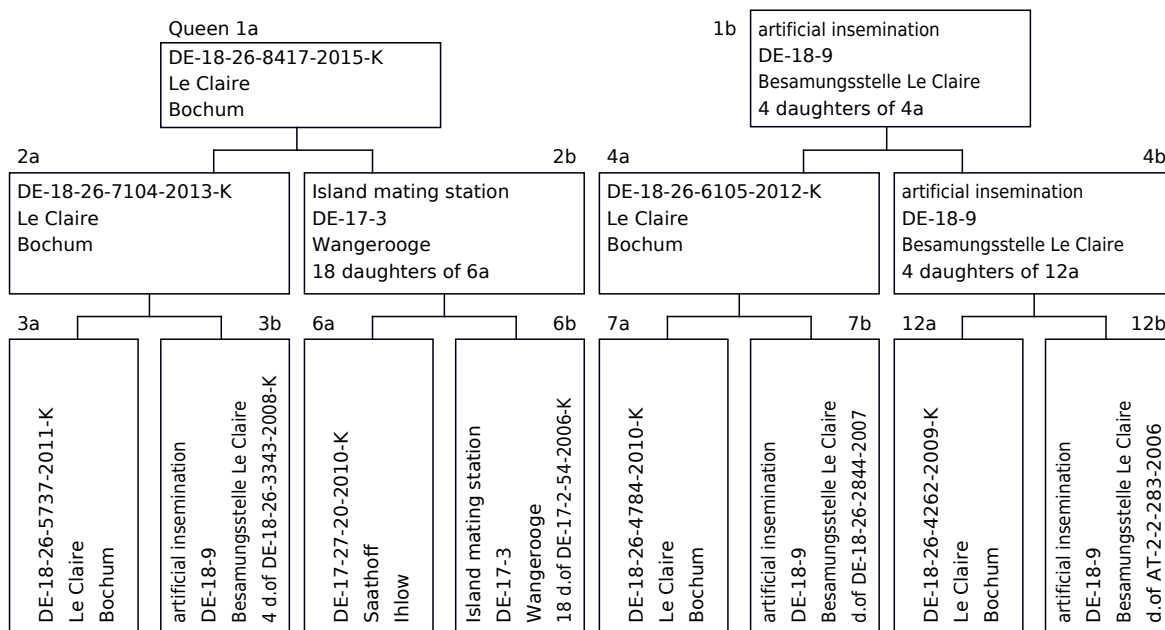 Queen 1a
DE-18-26-8417-2015-K
Le Claire
Bochum
1b
artificial insemination
DE-18-9
Besamungsstelle Le Claire
4 daughters of 4a
2a
DE-18-26-7104-2013-K
Le Claire
Bochum
2b
Island mating station
DE-17-3
Wangerooge
18 daughters of 6a
4a
DE-18-26-6105-2012-K
Le Claire
Bochum
4b
artificial insemination
DE-18-9
Besamungsstelle Le Claire
4 daughters of 12a
3a
DE-18-26-5737-2011-K
Le Claire
Bochum
3b
artificial insemination
DE-18-9
Besamungsstelle Le Claire
4 d.of DE-18-26-3343-2008-K
6a
DE-17-27-20-2010-K
Saathoff
Ihlow
6b
Island mating station
DE-17-3
Wangerooge
18 d.of DE-17-2-54-2006-K
7a
DE-18-26-4784-2010-K
Le Claire
Bochum
7b
artificial insemination
DE-18-9
Besamungsstelle Le Claire
d.of DE-18-26-2844-2007
12a
DE-18-26-4262-2009-K
Le Claire
Bochum
12b
artificial insemination
DE-18-9
Besamungsstelle Le Claire
d.of AT-2-2-283-2006